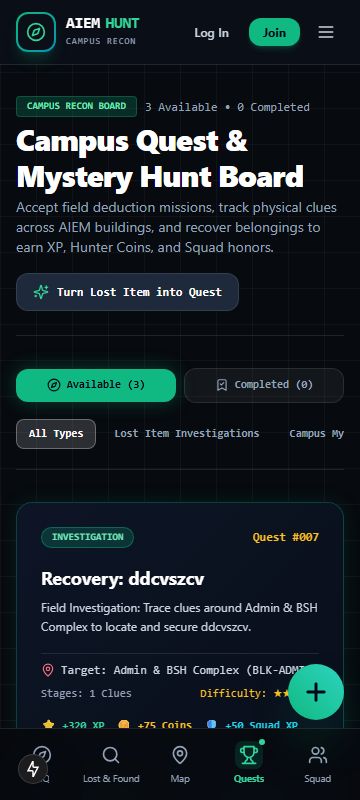 AIEM HUNT
CAMPUS RECON
Log In
Join
CAMPUS RECON BOARD
3 Available • 0 Completed
Campus Quest &
Mystery Hunt Board
Accept field deduction missions, track physical clues
across AIEM buildings, and recover belongings to
earn XP, Hunter Coins, and Squad honors.
Turn Lost Item into Quest
Available (3)
Completed (0)
All Types
Lost Item Investigations
Campus My
INVESTIGATION
Quest #007
Recovery: ddcvszcv
Field Investigation: Trace clues around Admin & BSH
Complex to locate and secure ddcvszcv.
Target: Admin & BSH Complex (BLK-ADM
Stages: 1 Clues
Difficulty: ★★
+320 XP
+75 Coins
+50 Squad XP
Lost & Found
Map
Quests
Squad